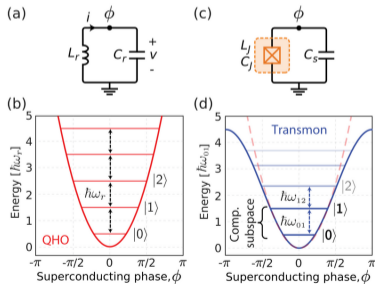 (a)
i
ϕ
L_r
C_r
+
v
-
(c)
ϕ
L_J
C_J
C_s
(b)
Energy [ħω_r]
5
4
3
2
1
0
ħω_r
|2⟩
|1⟩
|0⟩
QHO
-π
-π/2
0
π/2
π
Superconducting phase, ϕ
(d)
Energy [ħω_01]
5
4
3
2
1
0
Transmon
ħω_12
ħω_01
|2⟩
|1⟩
|0⟩
Comp.
subspace
-π
-π/2
0
π/2
π
Superconducting phase, ϕ